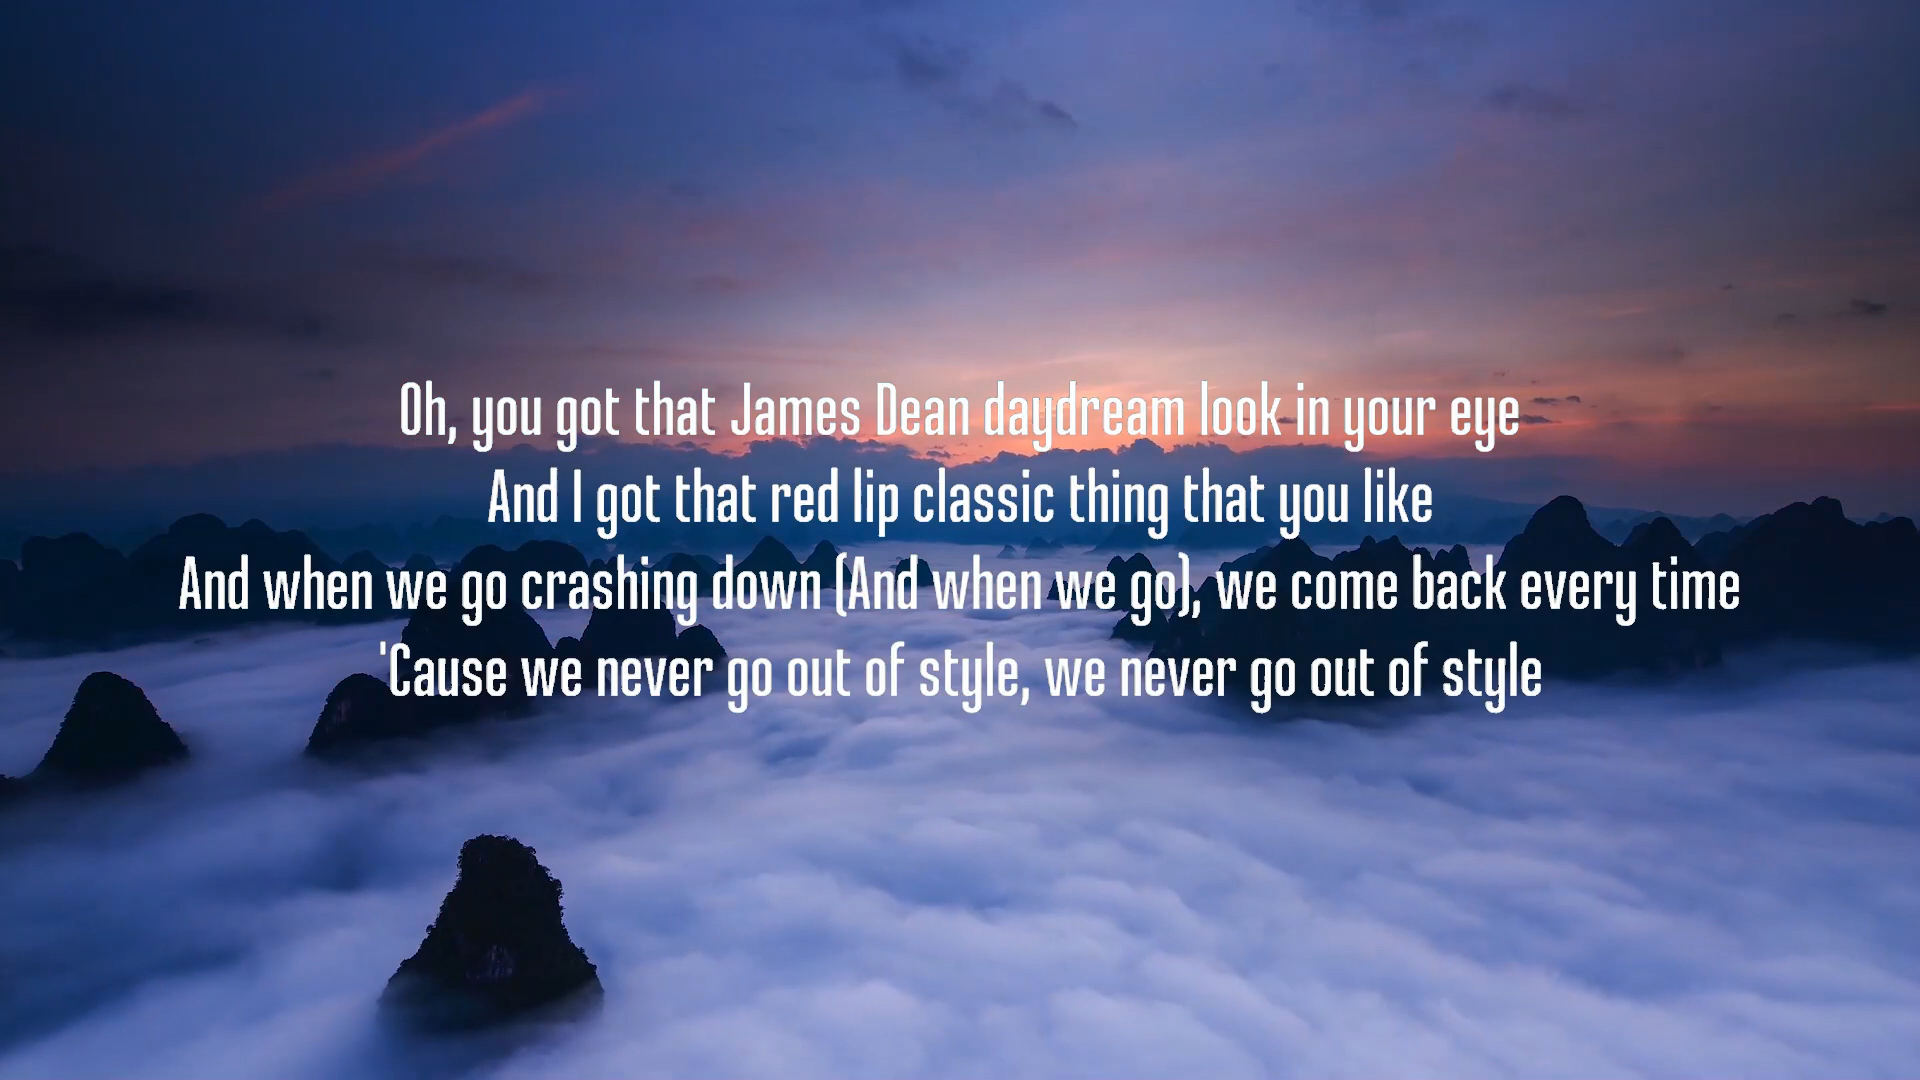 Oh, you got that James Dean daydream look in your eye
And I got that red lip classic thing that you like
And when we go crashing down (And when we go), we come back every time
'Cause we never go out of style, we never go out of style